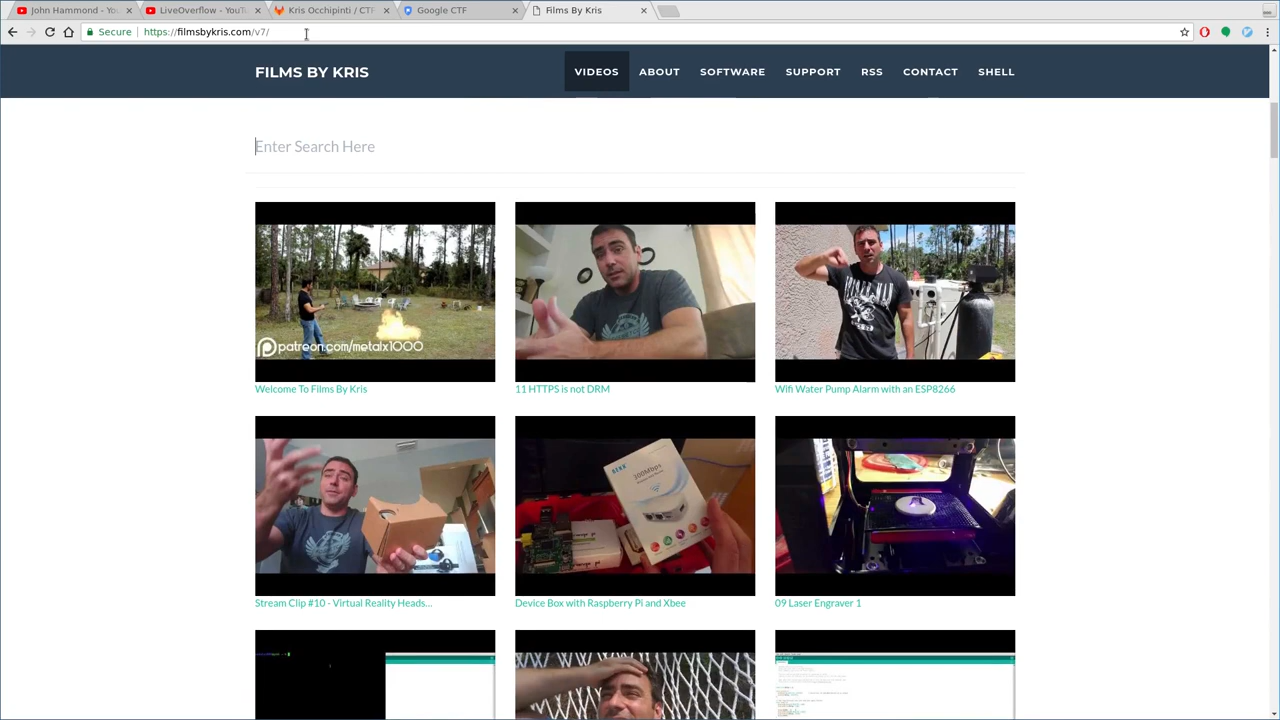 John Hammond - You
LiveOverflow - YouTu
Kris Occhipinti / CTF
Google CTF
Films By Kris
Secure
https://filmsbykris.com/v7/
FILMS BY KRIS
VIDEOS
ABOUT
SOFTWARE
SUPPORT
RSS
CONTACT
SHELL
Enter Search Here
patreon.com/metalx1000
Welcome To Films By Kris
11 HTTPS is not DRM
Wifi Water Pump Alarm with an ESP8266
300Mbps
Stream Clip #10 - Virtual Reality Heads...
Device Box with Raspberry Pi and Xbee
09 Laser Engraver 1